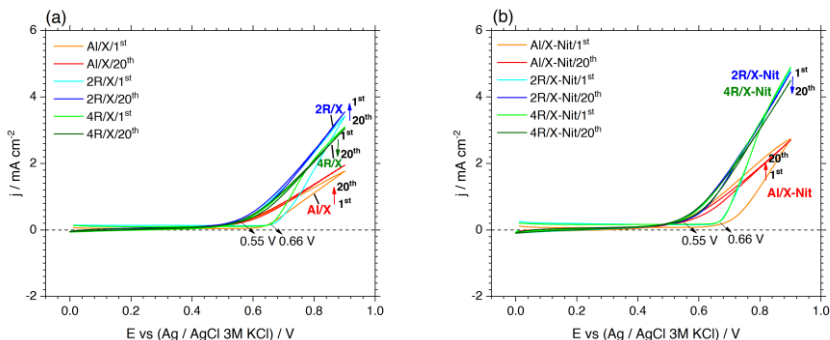 (a)
6
4
2
0
-2
j / mA cm-2
Al/X/1st
Al/X/20th
2R/X/1st
2R/X/20th
4R/X/1st
4R/X/20th
2R/X
1st
20th
1st
20th
4R/X
20th
1st
Al/X
0.55 V
0.66 V
0.0 0.2 0.4 0.6 0.8 1.0
E vs (Ag / AgCl 3M KCl) / V
(b)
6
4
2
0
-2
j / mA cm-2
Al/X-Nit/1st
Al/X-Nit/20th
2R/X-Nit/1st
2R/X-Nit/20th
4R/X-Nit/1st
4R/X-Nit/20th
2R/X-Nit
4R/X-Nit
1st
20th
20th
1st
Al/X-Nit
0.55 V
0.66 V
0.0 0.2 0.4 0.6 0.8 1.0
E vs (Ag / AgCl 3M KCl) / V